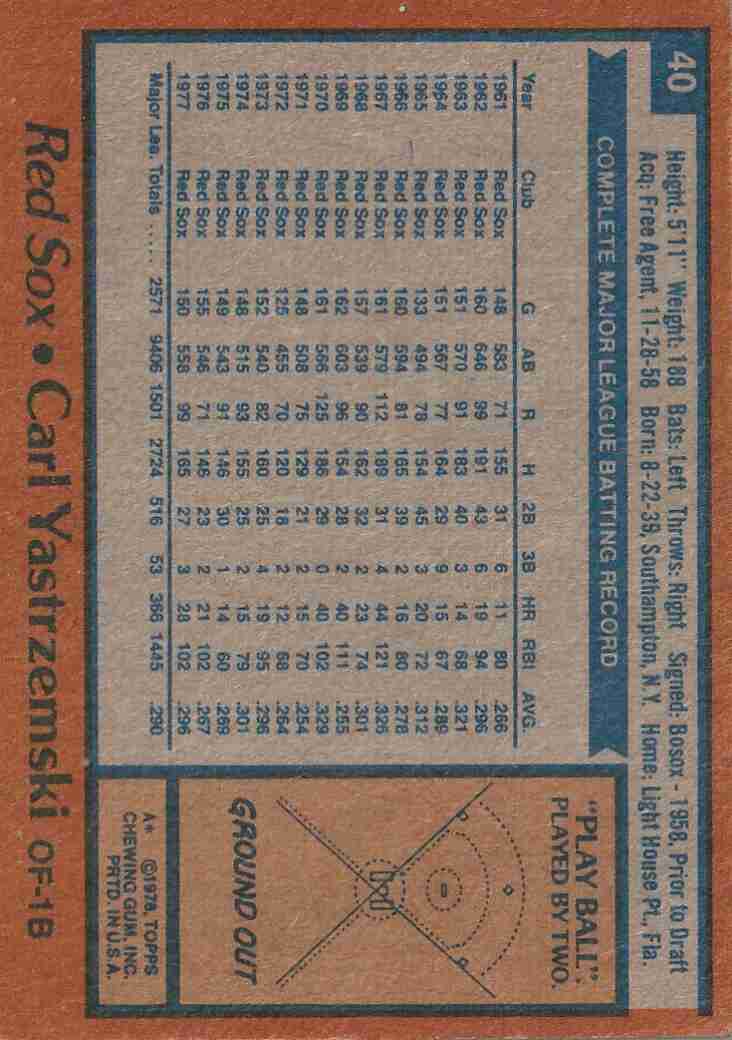 40
Height: 5'11" Weight: 188 Bats: Left Throws: Right Signed: Bosox - 1958, Prior to Draft
Acq: Free Agent, 11-28-58 Born: 8-22-39, Southampton, N.Y. Home: Light House Pt., Fla.
COMPLETE MAJOR LEAGUE BATTING RECORD
Year Club G AB R H 2B 3B HR RBI AVG.
1961 Red Sox 148 583 71 155 31 6 11 80 .266
1962 Red Sox 160 646 99 191 43 6 19 94 .296
1963 Red Sox 151 570 91 183 40 3 14 68 .321
1964 Red Sox 151 567 77 164 29 9 15 67 .289
1965 Red Sox 133 494 78 154 45 3 20 72 .312
1966 Red Sox 160 594 81 165 39 2 16 80 .278
1967 Red Sox 161 579 112 189 31 4 44 121 .326
1968 Red Sox 157 539 90 162 32 2 23 74 .301
1969 Red Sox 162 603 96 154 28 2 40 111 .255
1970 Red Sox 161 566 125 186 29 0 40 102 .329
1971 Red Sox 148 508 75 129 21 2 15 70 .254
1972 Red Sox 125 455 70 120 18 2 12 68 .264
1973 Red Sox 152 540 82 160 25 4 19 95 .296
1974 Red Sox 148 515 93 155 25 2 15 79 .301
1975 Red Sox 149 543 91 146 30 1 14 60 .269
1976 Red Sox 155 546 71 146 23 2 21 102 .267
1977 Red Sox 150 558 99 165 27 3 28 102 .296
Major Lea. Totals ..... 2571 9406 1501 2724 516 53 366 1445 .290
"PLAY BALL"
PLAYED BY TWO.
GROUND OUT
A* ©1978, TOPPS
CHEWING GUM, INC.
PRTD. IN U.S.A.
Red Sox • Carl Yastrzemski OF-1B